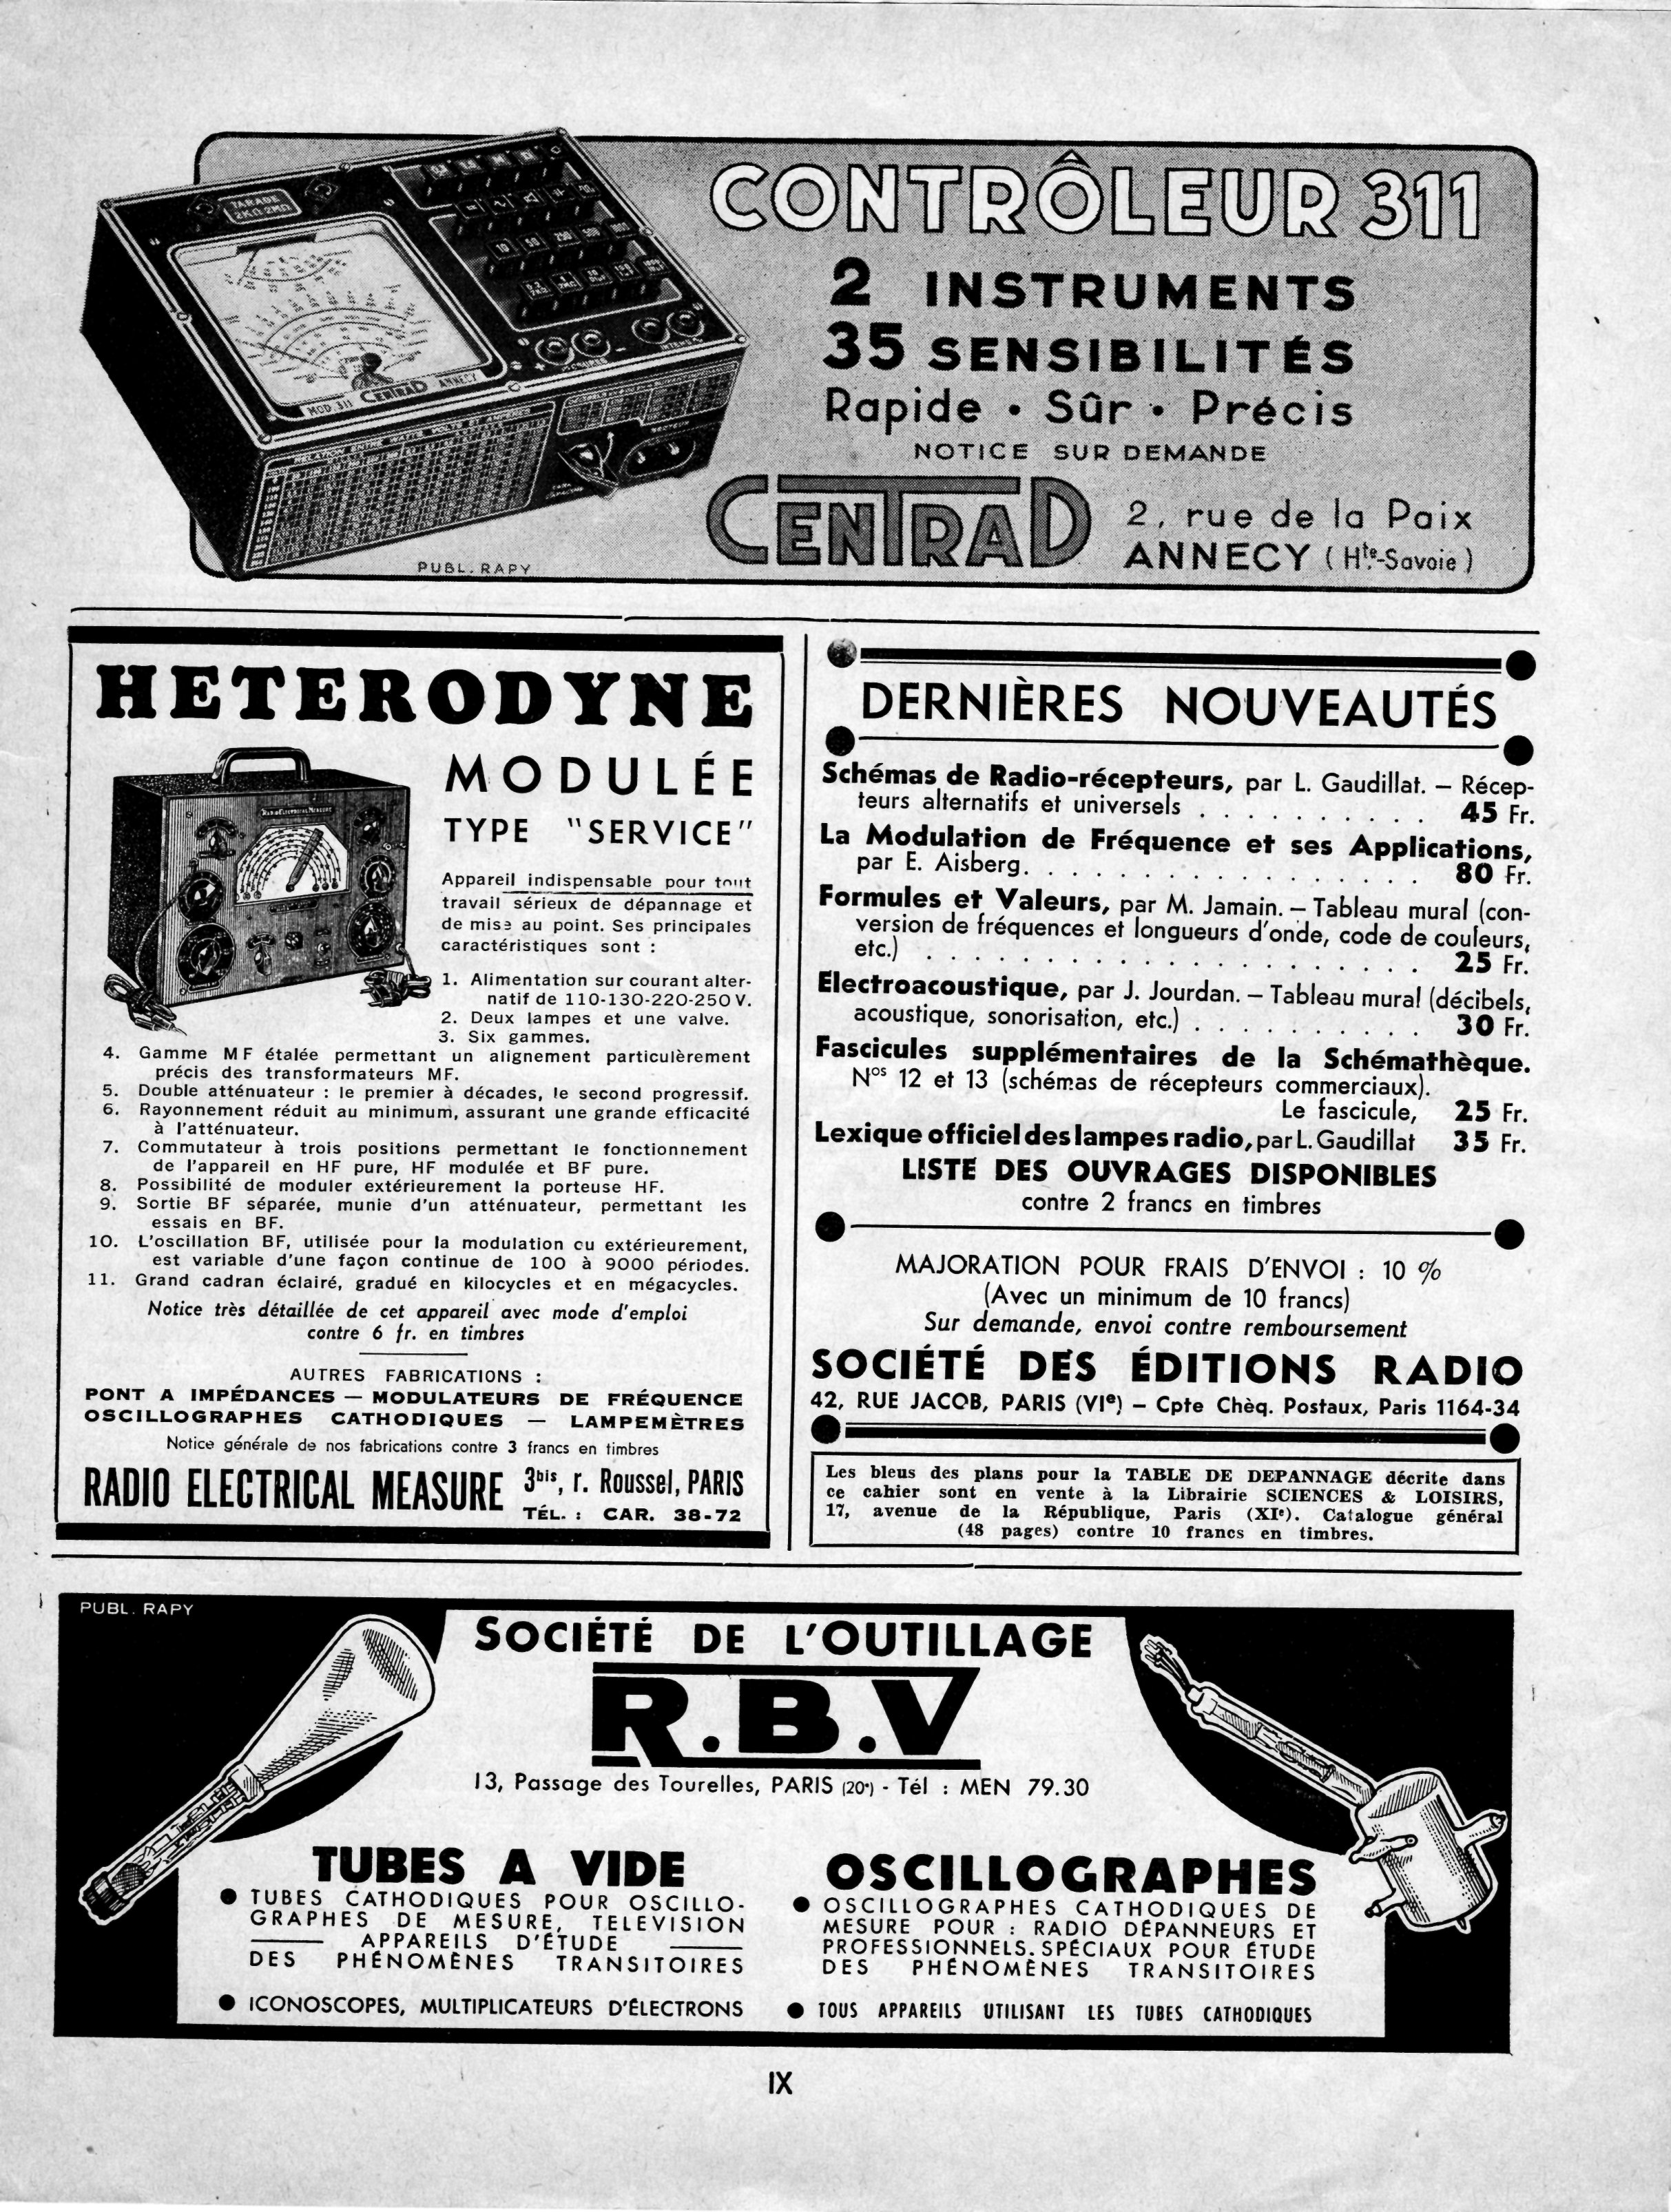 CONTRÔLEUR 311
2 INSTRUMENTS
35 SENSIBILITÉS
Rapide • Sûr • Précis
NOTICE SUR DEMANDE
CENTRAD
2, rue de la Paix
ANNECY (Hte-Savoie)
TARADE
2KΩ 2MΩ
MOD. 311 CENTRAD ANNECY
RELATION ENTRE WATTS VOLTS ET AMPERES
SECTEUR
PUBL. RAPY
HETERODYNE
MODULÉE
TYPE "SERVICE"
RADIO ELECTRICAL MEASURE
Appareil indispensable pour tout
travail sérieux de dépannage et
de mise au point. Ses principales
caractéristiques sont :
1. Alimentation sur courant alter-
natif de 110-130-220-250 V.
2. Deux lampes et une valve.
3. Six gammes.
4. Gamme MF étalée permettant un alignement particulèrement
précis des transformateurs MF.
5. Double atténuateur : le premier à décades, le second progressif.
6. Rayonnement réduit au minimum, assurant une grande efficacité
à l'atténuateur.
7. Commutateur à trois positions permettant le fonctionnement
de l'appareil en HF pure, HF modulée et BF pure.
8. Possibilité de moduler extérieurement la porteuse HF.
9. Sortie BF séparée, munie d'un atténuateur, permettant les
essais en BF.
10. L'oscillation BF, utilisée pour la modulation ou extérieurement,
est variable d'une façon continue de 100 à 9000 périodes.
11. Grand cadran éclairé, gradué en kilocycles et en mégacycles.
Notice très détaillée de cet appareil avec mode d'emploi
contre 6 fr. en timbres
AUTRES FABRICATIONS :
PONT A IMPÉDANCES — MODULATEURS DE FRÉQUENCE
OSCILLOGRAPHES CATHODIQUES — LAMPEMÈTRES
Notice générale de nos fabrications contre 3 francs en timbres
RADIO ELECTRICAL MEASURE 3bis, r. Roussel, PARIS
TÉL. : CAR. 38-72
DERNIÈRES NOUVEAUTÉS
Schémas de Radio-récepteurs, par L. Gaudillat. — Récep-
teurs alternatifs et universels . . . . . . . . . . 45 Fr.
La Modulation de Fréquence et ses Applications,
par E. Aisberg. . . . . . . . . . . . . . . . . . 80 Fr.
Formules et Valeurs, par M. Jamain. — Tableau mural (con-
version de fréquences et longueurs d'onde, code de couleurs,
etc.) . . . . . . . . . . . . . . . . . . . . . 25 Fr.
Electroacoustique, par J. Jourdan. — Tableau mural (décibels,
acoustique, sonorisation, etc.) . . . . . . . . . . 30 Fr.
Fascicules supplémentaires de la Schémathèque.
Nos 12 et 13 (schémas de récepteurs commerciaux).
Le fascicule, 25 Fr.
Lexique officiel des lampes radio, par L. Gaudillat 35 Fr.
LISTE DES OUVRAGES DISPONIBLES
contre 2 francs en timbres
MAJORATION POUR FRAIS D'ENVOI : 10 %
(Avec un minimum de 10 francs)
Sur demande, envoi contre remboursement
SOCIÉTÉ DES ÉDITIONS RADIO
42, RUE JACOB, PARIS (VIe) — Cpte Chèq. Postaux, Paris 1164-34
Les bleus des plans pour la TABLE DE DEPANNAGE décrite dans
ce cahier sont en vente à la Librairie SCIENCES & LOISIRS,
17, avenue de la République, Paris (XIe). Catalogue général
(48 pages) contre 10 francs en timbres.
PUBL. RAPY
SOCIÉTÉ DE L'OUTILLAGE
R.B.V
13, Passage des Tourelles, PARIS (20e) - Tél : MEN 79.30
TUBES A VIDE
● TUBES CATHODIQUES POUR OSCILLO-
GRAPHES DE MESURE, TELEVISION
APPAREILS D'ÉTUDE
DES PHÉNOMÈNES TRANSITOIRES
● ICONOSCOPES, MULTIPLICATEURS D'ÉLECTRONS
OSCILLOGRAPHES
● OSCILLOGRAPHES CATHODIQUES DE
MESURE POUR : RADIO DÉPANNEURS ET
PROFESSIONNELS. SPÉCIAUX POUR ÉTUDE
DES PHÉNOMÈNES TRANSITOIRES
● TOUS APPAREILS UTILISANT LES TUBES CATHODIQUES
IX